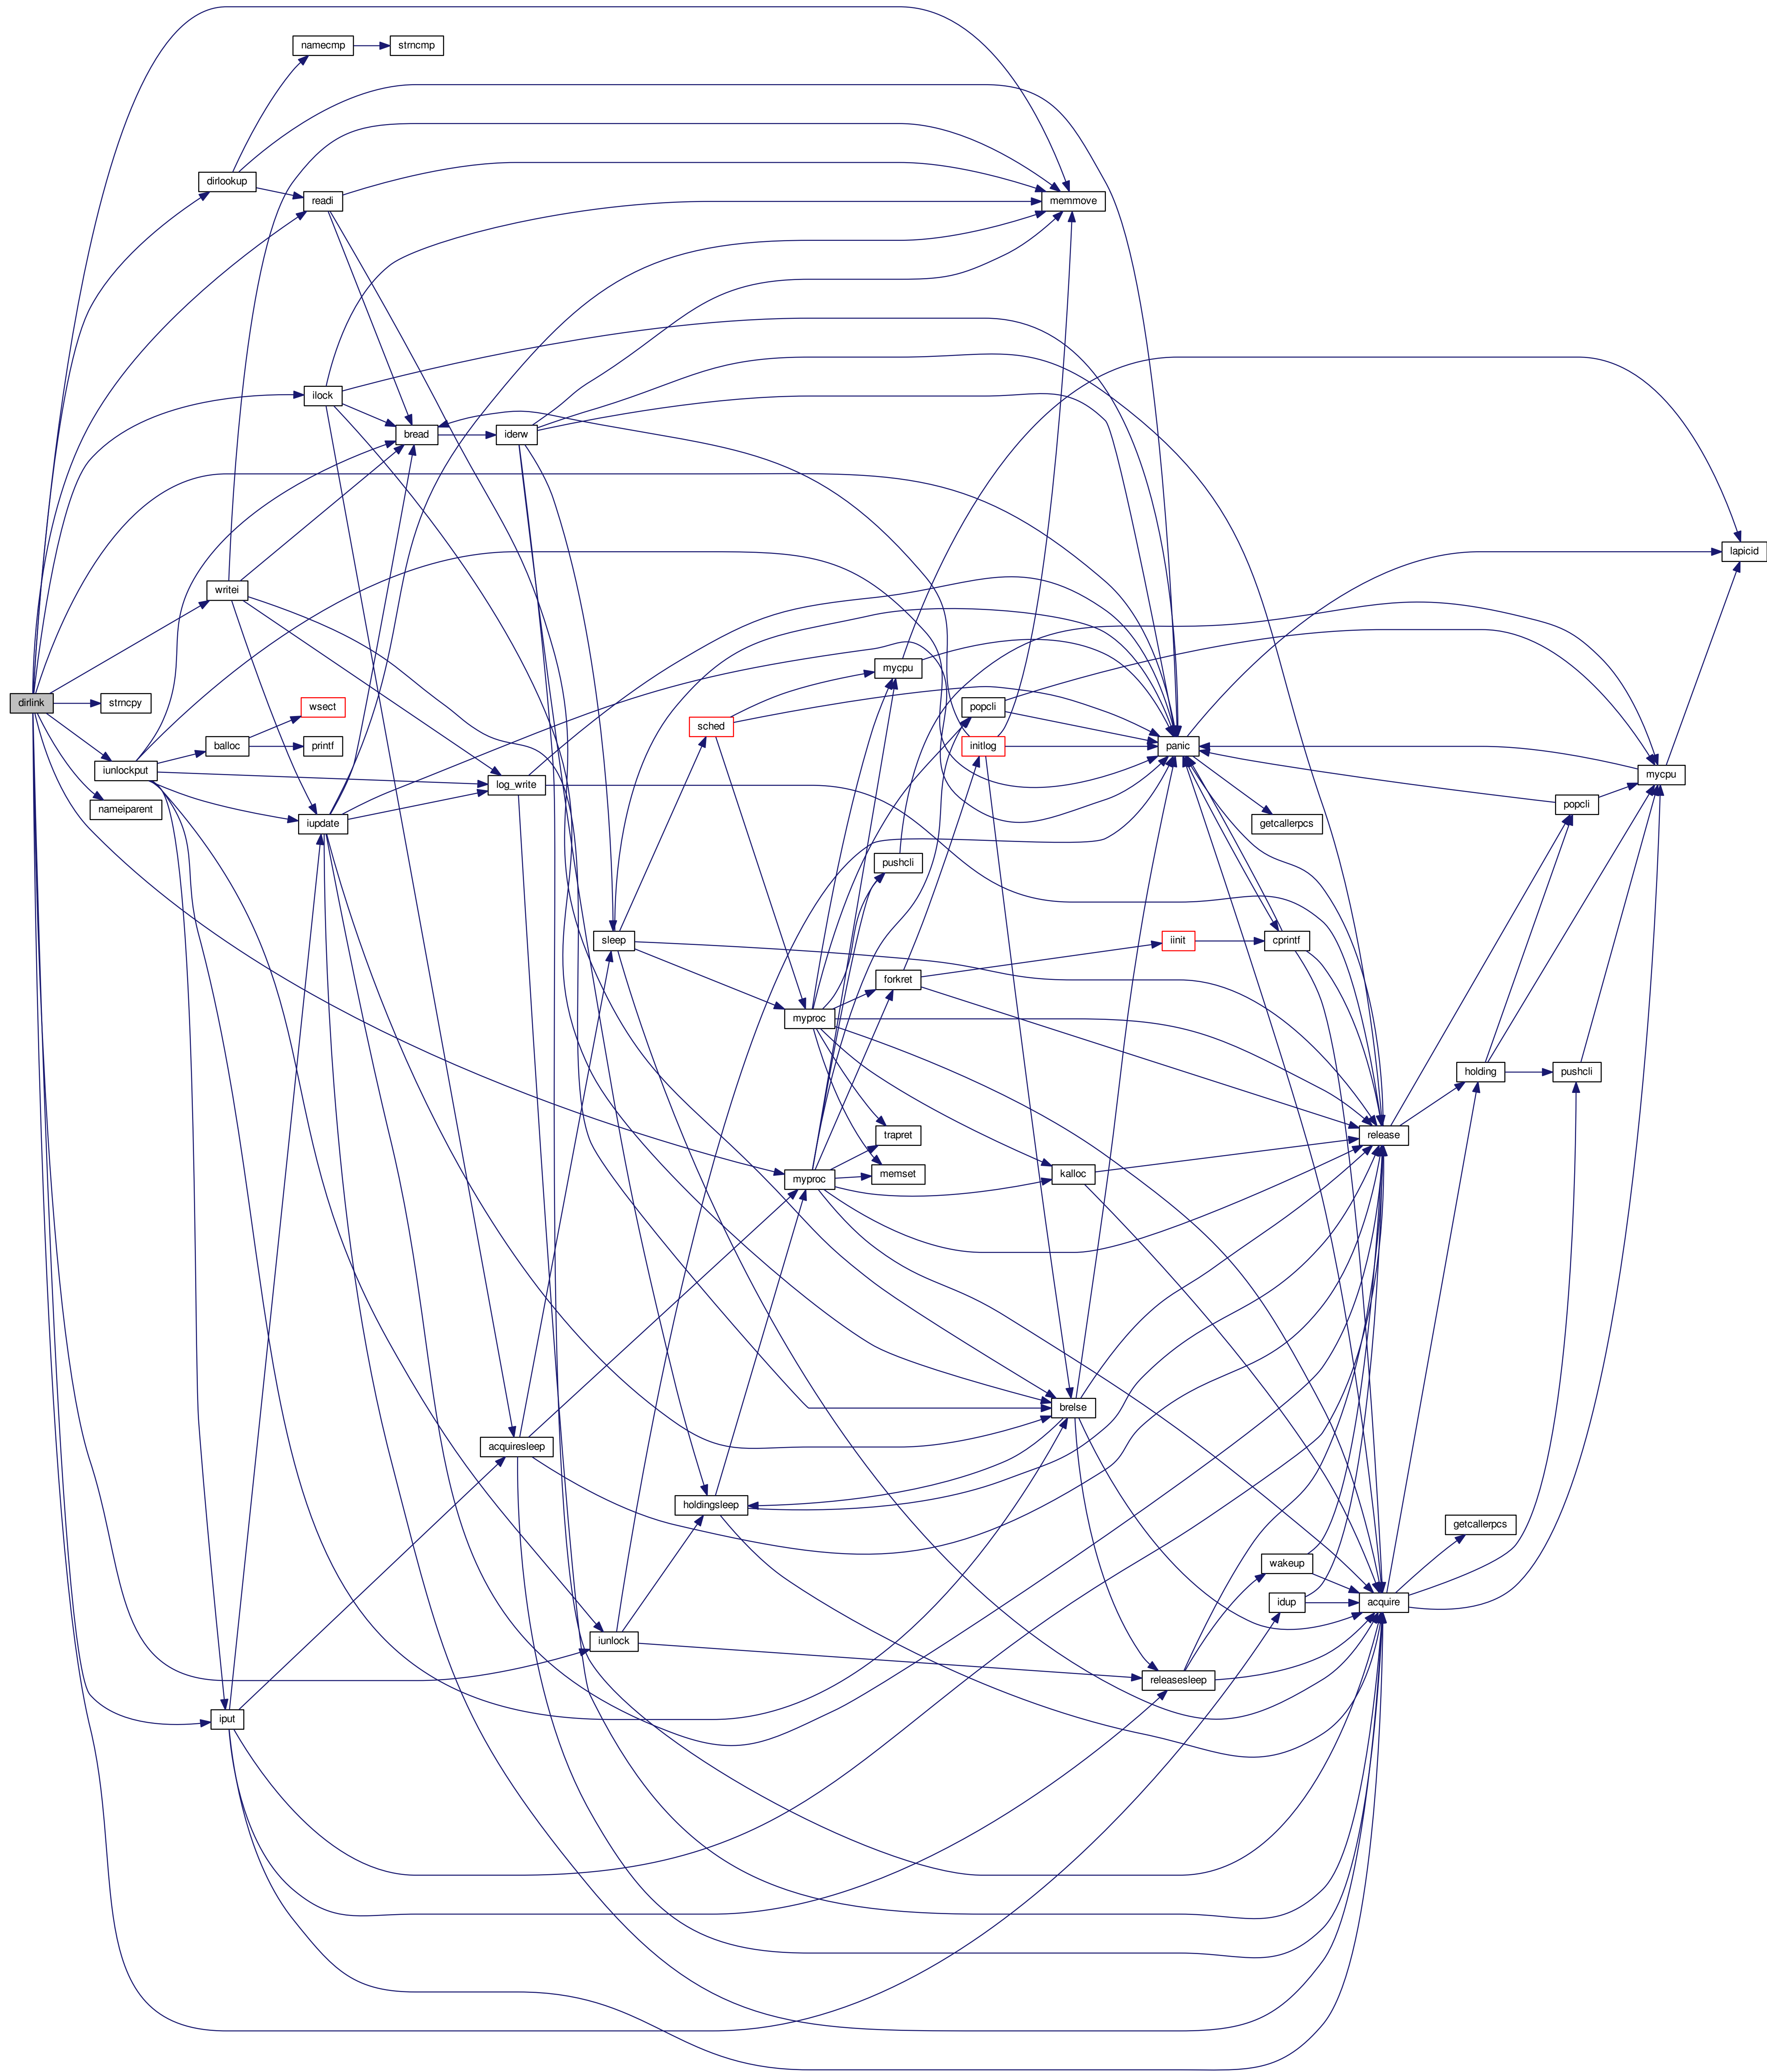 namecmp
strncmp
dirlookup
readi
memmove
ilock
bread
iderw
lapicid
writei
mycpu
dirlink
strncpy
wsect
popcli
sched
balloc
printf
initlog
panic
iunlockput
mycpu
log_write
nameiparent
popcli
iupdate
getcallerpcs
pushcli
sleep
iinit
cprintf
forkret
myproc
holding
pushcli
trapret
release
memset
kalloc
myproc
brelse
acquiresleep
holdingsleep
getcallerpcs
wakeup
idup
acquire
iunlock
releasesleep
iput